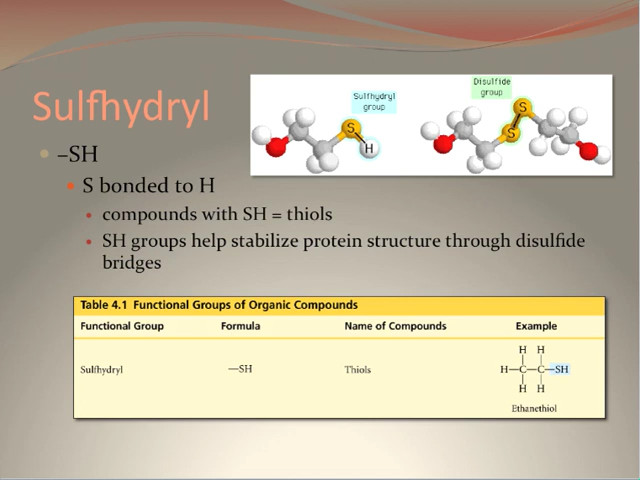 Sulfhydryl
Sulfhydryl
group
S
H
Disulfide
group
S
S
–SH
S bonded to H
compounds with SH = thiols
SH groups help stabilize protein structure through disulfide
bridges
Table 4.1 Functional Groups of Organic Compounds
Functional Group Formula Name of Compounds Example
Sulfhydryl —SH Thiols
H H
H—C—C—SH
H H
Ethanethiol